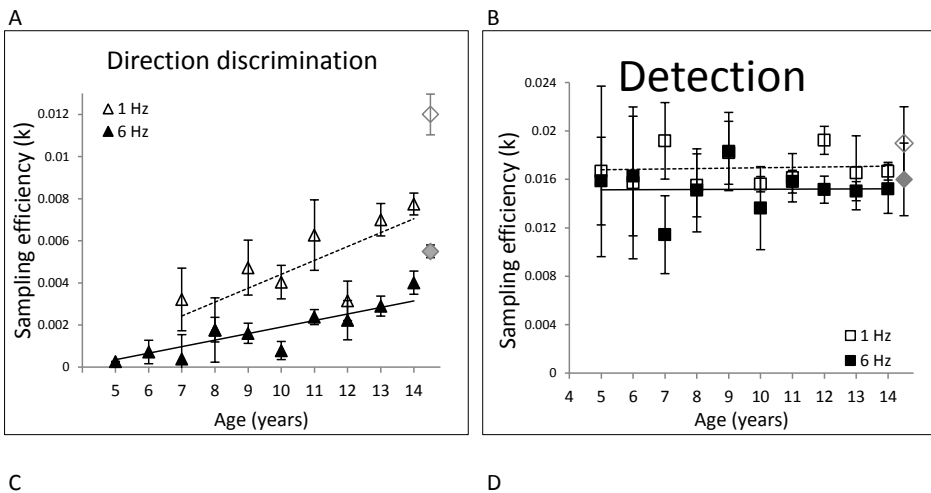 A
Direction discrimination
1 Hz
6 Hz
Sampling efficiency (k)
0.012
0.01
0.008
0.006
0.004
0.002
0
5 6 7 8 9 10 11 12 13 14
Age (years)
B
Detection
Sampling efficiency (k)
0.024
0.02
0.016
0.012
0.008
0.004
0
1 Hz
6 Hz
4 5 6 7 8 9 10 11 12 13 14
Age (years)
C
D